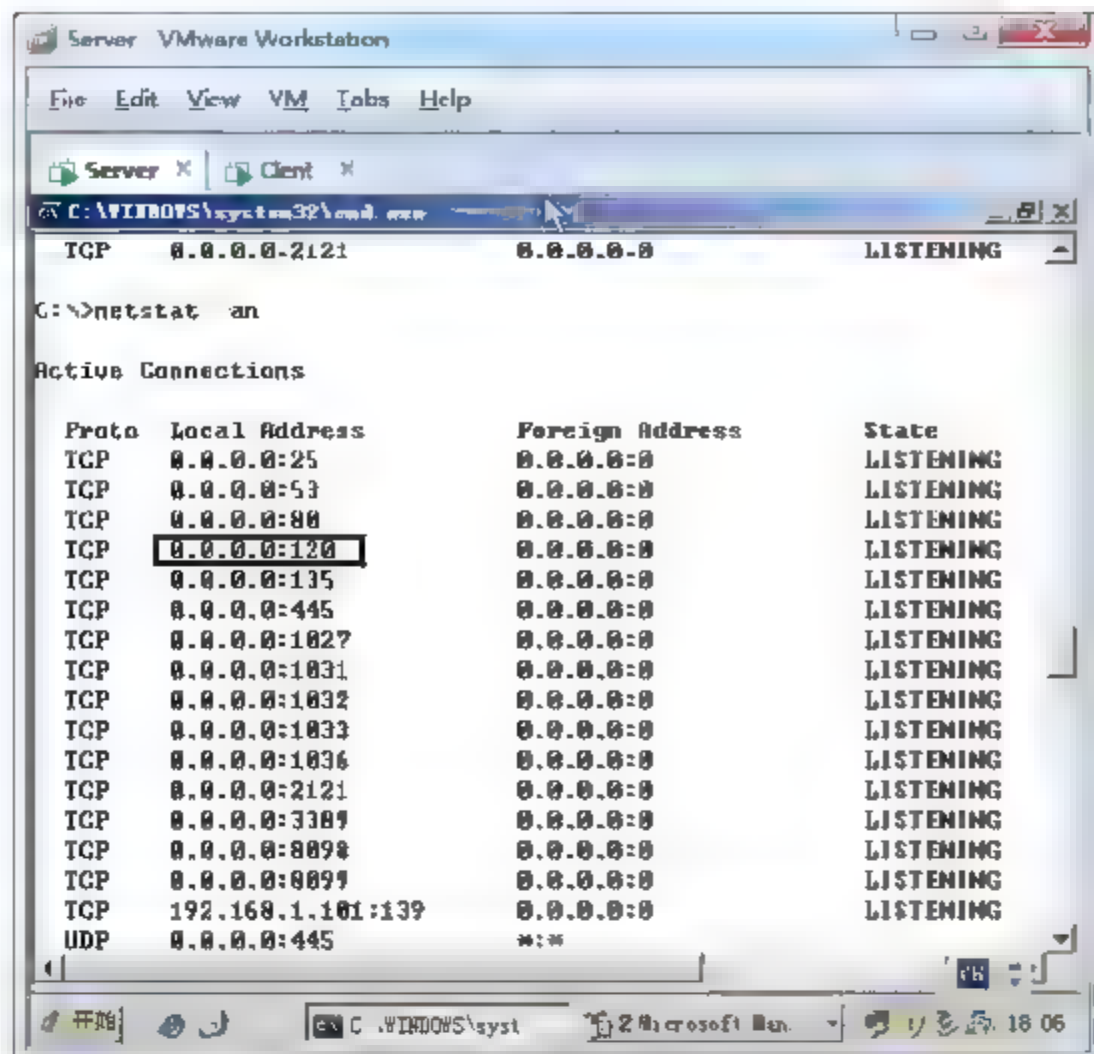 Server VMware Workstation
File Edit View VM Tabs Help
Server × Client ×
C:\WINDOWS\system32\cmd.exe
TCP 0.0.0.0:2121 0.0.0.0:0 LISTENING
C:\>netstat an
Active Connections
Proto Local Address Foreign Address State
TCP 0.0.0.0:25 0.0.0.0:0 LISTENING
TCP 0.0.0.0:53 0.0.0.0:0 LISTENING
TCP 0.0.0.0:80 0.0.0.0:0 LISTENING
TCP 0.0.0.0:120 0.0.0.0:0 LISTENING
TCP 0.0.0.0:135 0.0.0.0:0 LISTENING
TCP 0.0.0.0:445 0.0.0.0:0 LISTENING
TCP 0.0.0.0:1027 0.0.0.0:0 LISTENING
TCP 0.0.0.0:1031 0.0.0.0:0 LISTENING
TCP 0.0.0.0:1032 0.0.0.0:0 LISTENING
TCP 0.0.0.0:1033 0.0.0.0:0 LISTENING
TCP 0.0.0.0:1036 0.0.0.0:0 LISTENING
TCP 0.0.0.0:2121 0.0.0.0:0 LISTENING
TCP 0.0.0.0:3389 0.0.0.0:0 LISTENING
TCP 0.0.0.0:8098 0.0.0.0:0 LISTENING
TCP 0.0.0.0:8099 0.0.0.0:0 LISTENING
TCP 192.168.1.101:139 0.0.0.0:0 LISTENING
UDP 0.0.0.0:445 *:*
开始 C:\WINDOWS\syst 2 Microsoft Man 18:06